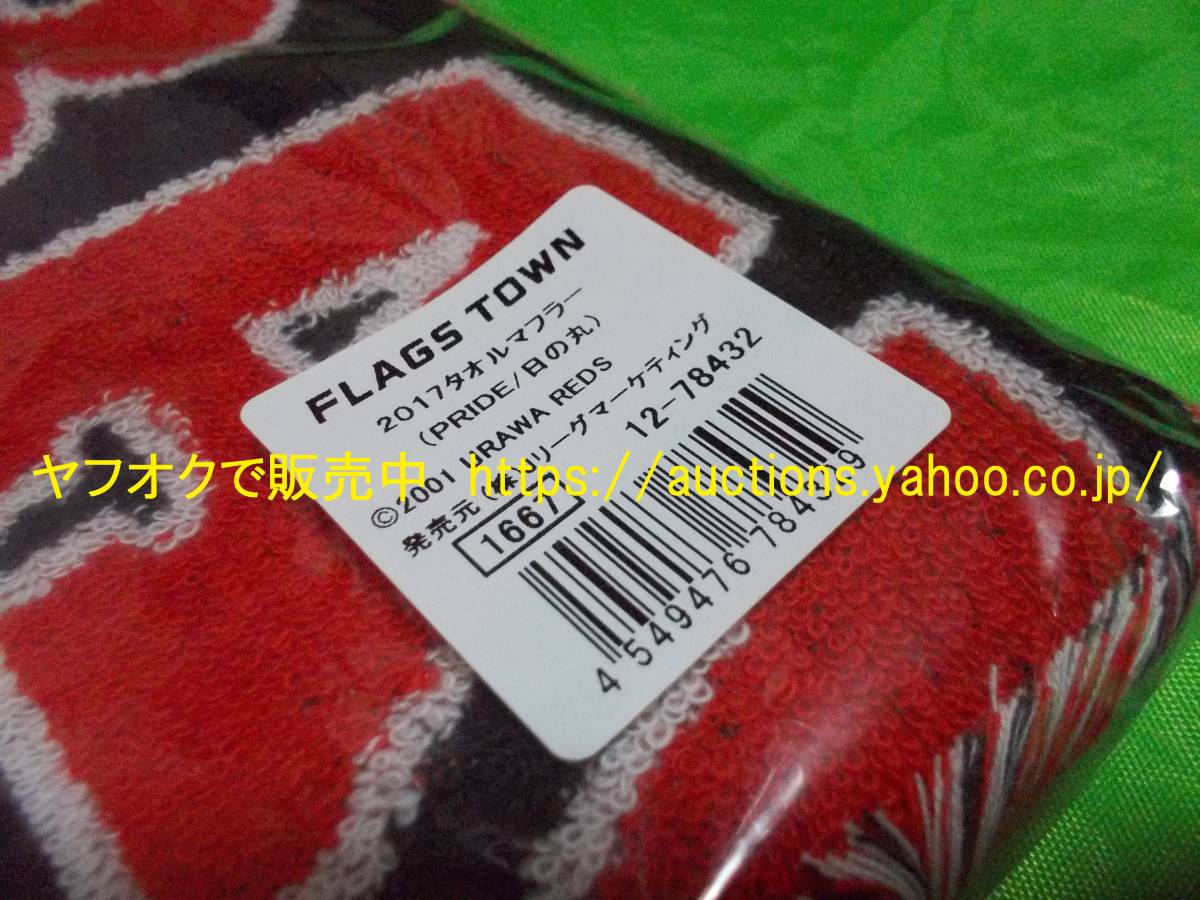 FLAGS TOWN
2017タオルマフラー
(PRIDE/日の丸)
©2001 URAWA REDS
発売元 (株)Jリーグマーケティング
1667
12-78432
4 549476 784329
ヤフオクで販売中 https://auctions.yahoo.co.jp/